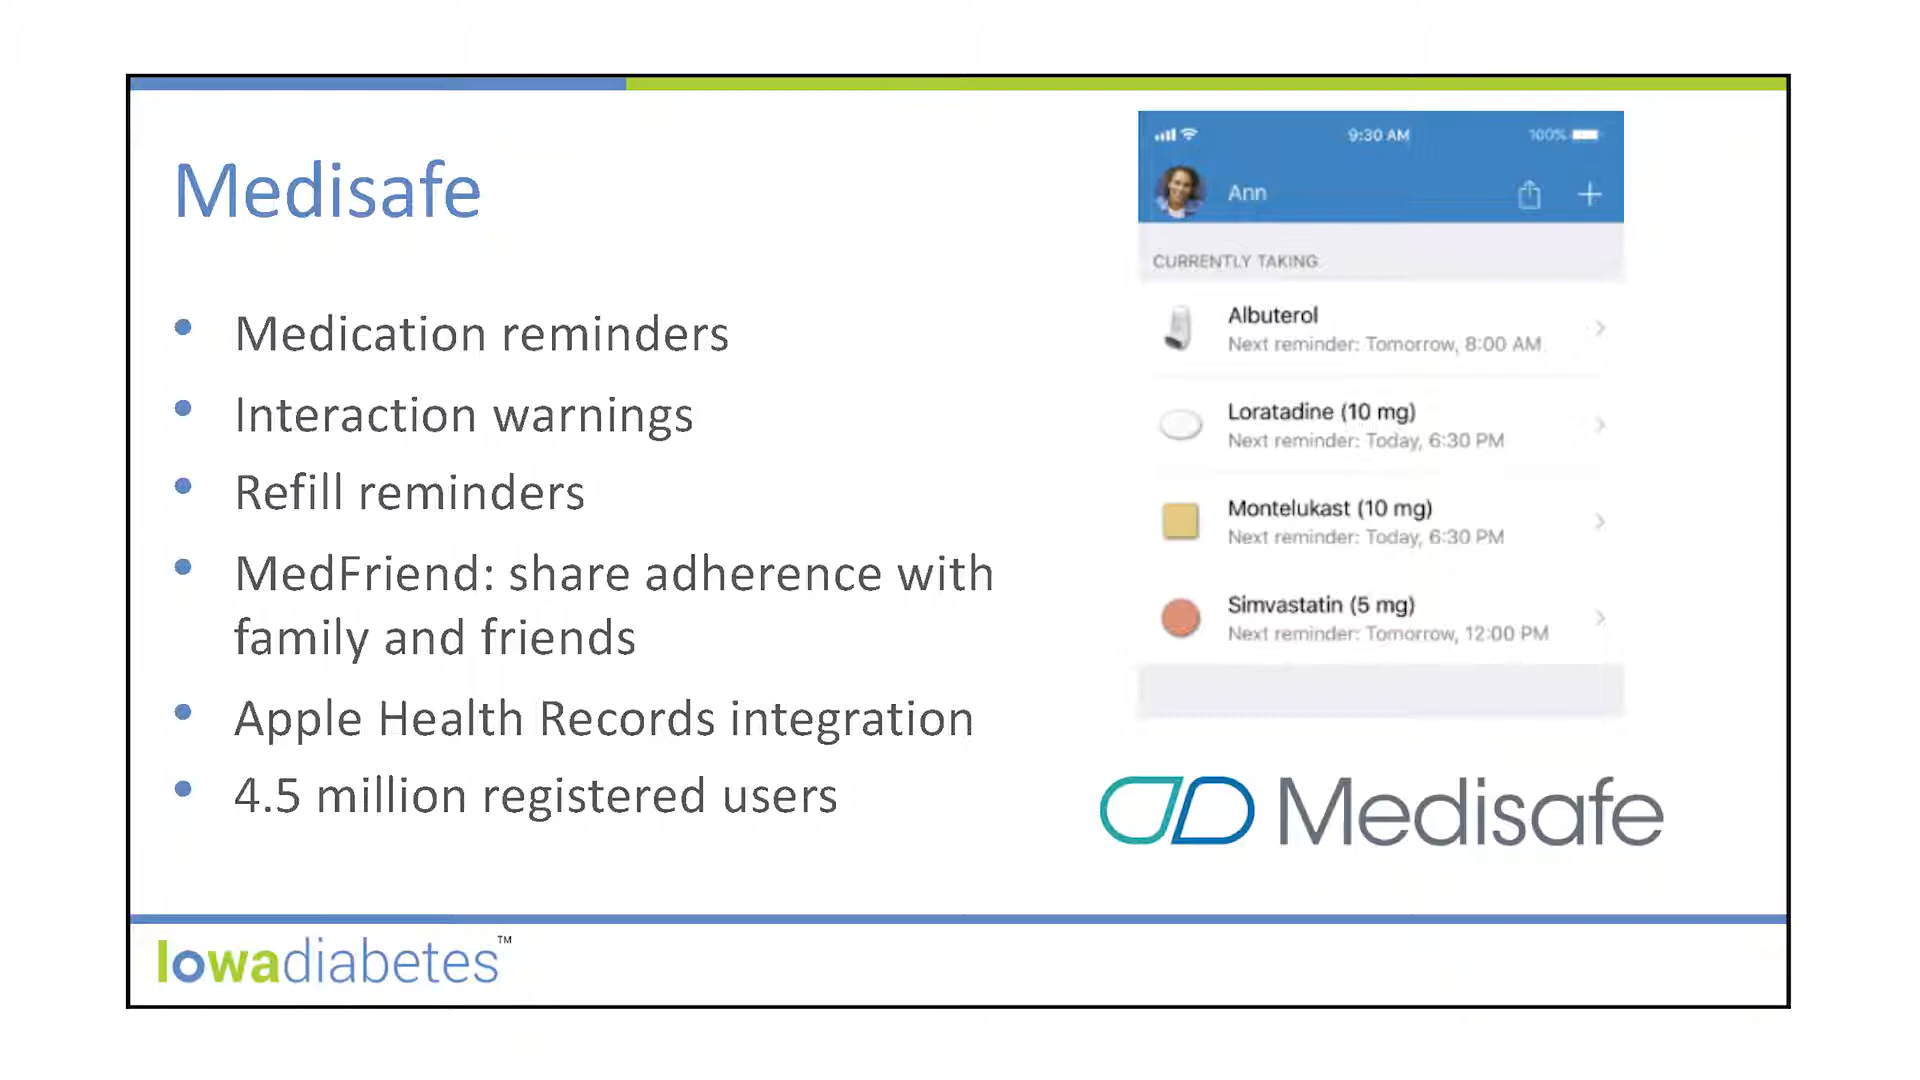 Medisafe
• Medication reminders
• Interaction warnings
• Refill reminders
• MedFriend: share adherence with
family and friends
• Apple Health Records integration
• 4.5 million registered users
9:30 AM
100%
Ann
CURRENTLY TAKING
Albuterol
Next reminder: Tomorrow, 8:00 AM
Loratadine (10 mg)
Next reminder: Today, 6:30 PM
Montelukast (10 mg)
Next reminder: Today, 6:30 PM
Simvastatin (5 mg)
Next reminder: Tomorrow, 12:00 PM
Medisafe
Iowadiabetes™